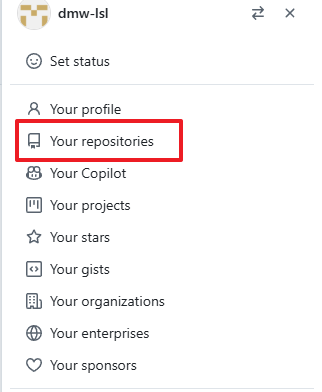 dmw-lsl
Set status
Your profile
Your repositories
Your Copilot
Your projects
Your stars
Your gists
Your organizations
Your enterprises
Your sponsors